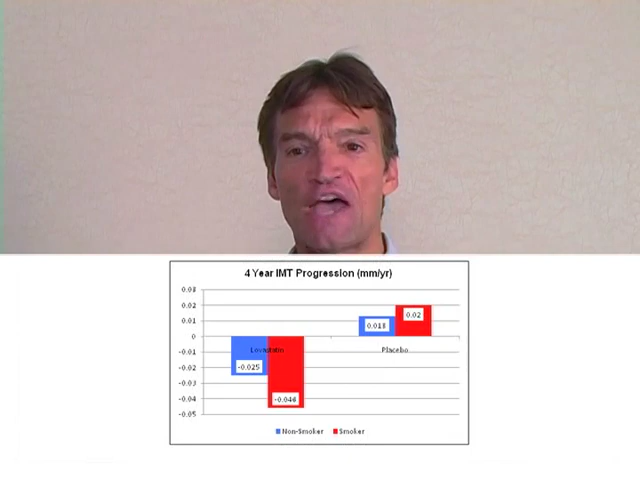 4 Year IMT Progression (mm/yr)
0.03
0.02
0.01
0
-0.01
-0.02
-0.03
-0.04
-0.05
Lovastatin
-0.025
-0.046
0.013
0.02
Placebo
Non-Smoker
Smoker